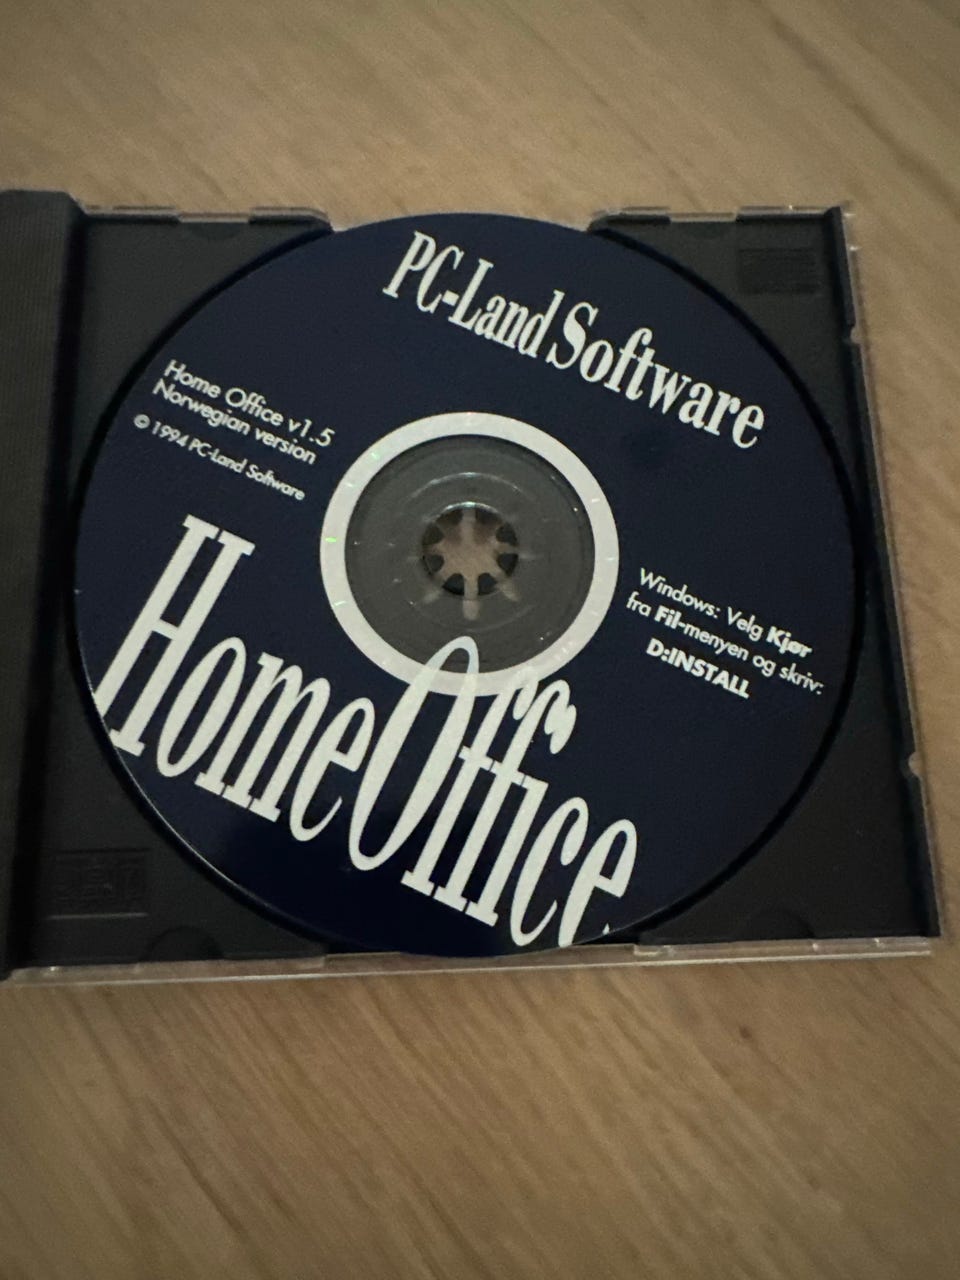 PC-Land Software
Home Office v1.5
Norwegian version
© 1994 PC-Land Software
Windows: Velg Kjør
fra Fil-menyen og skriv:
D:INSTALL
HomeOffice